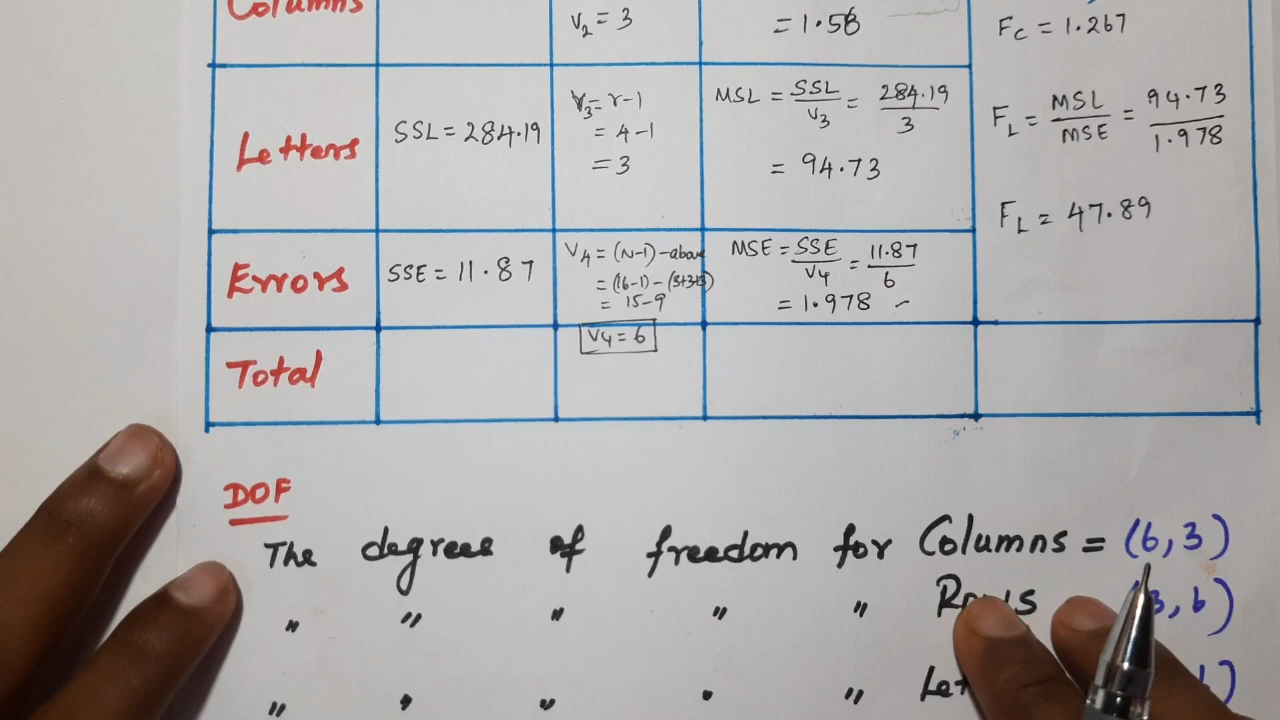 Columns
V2 = 3
= 1.56
FC = 1.267
Letters
SSL = 284.19
V3 = r-1
= 4-1
= 3
MSL = SSL/V3 = 284.19/3
= 94.73
FL = MSL/MSE = 94.73/1.978
FL = 47.89
Errors
SSE = 11.87
V4 = (N-1)-above
= (16-1)-(3+3+3)
= 15-9
V4 = 6
MSE = SSE/V4 = 11.87/6
= 1.978
Total
DOF
The degrees of freedom for Columns = (6,3)
" " " " " Rows 3,6)
" " " " "